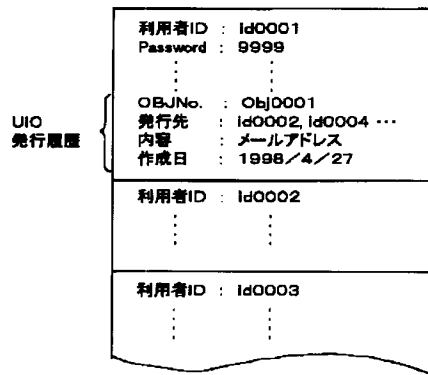 利用者ID : id0001
Password : 9999
OBJNo. : Obj0001
発行先 : id0002, id0004 …
内容 : メールアドレス
作成日 : 1998／4／27
UIO
発行履歴
利用者ID : id0002
利用者ID : id0003